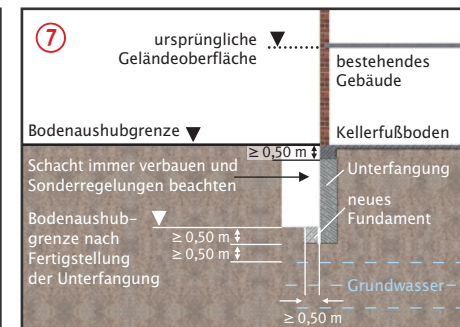 7
ursprüngliche
Geländeoberfläche
bestehendes
Gebäude
Bodenaushubgrenze
Kellerfußboden
≥ 0,50 m
Schacht immer verbauen und
Sonderregelungen beachten
Unterfangung
Bodenaushub-
grenze nach
Fertigstellung
der Unterfangung
neues
Fundament
≥ 0,50 m
≥ 0,50 m
Grundwasser
≥ 0,50 m